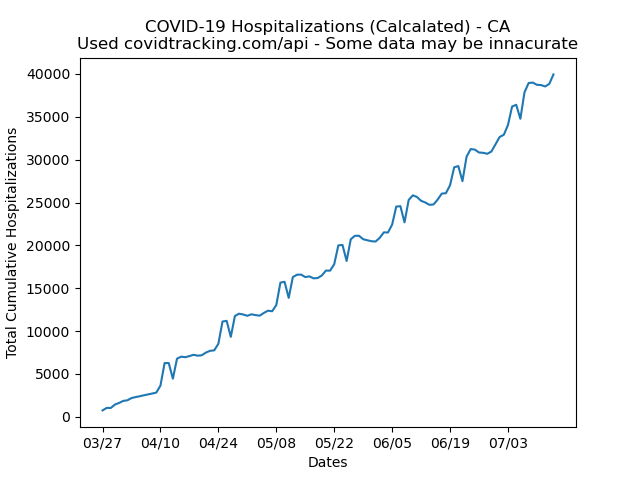 COVID-19 Hospitalizations (Calcalated) - CA
Used covidtracking.com/api - Some data may be innacurate
Total Cumulative Hospitalizations
40000
35000
30000
25000
20000
15000
10000
5000
0
03/27 04/10 04/24 05/08 05/22 06/05 06/19 07/03
Dates